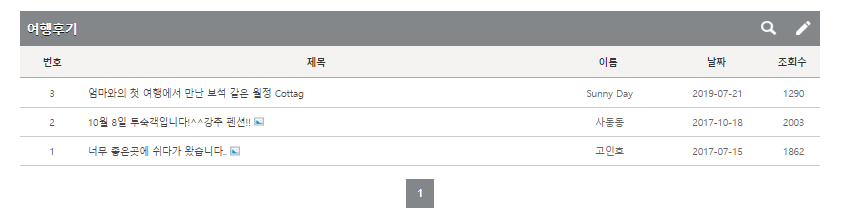 여행후기
번호 제목 이름 날짜 조회수
3 엄마와의 첫 여행에서 만난 보석 같은 월정 Cottag Sunny Day 2019-07-21 1290
2 10월 8일 투숙객입니다!^^강추 펜션!! 사동동 2017-10-18 2003
1 너무 좋은곳에 쉬다가 왔습니다.. 고인호 2017-07-15 1862
1